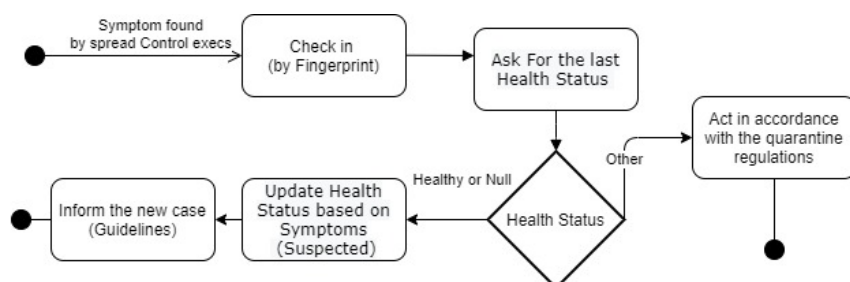 Symptom found
by spread Control execs
Check in
(by Fingerprint)
Ask For the last
Health Status
Act in accordance
with the quarantine
regulations
Other
Healthy or Null
Health Status
Update Health
Status based on
Symptoms
(Suspected)
Inform the new case
(Guidelines)